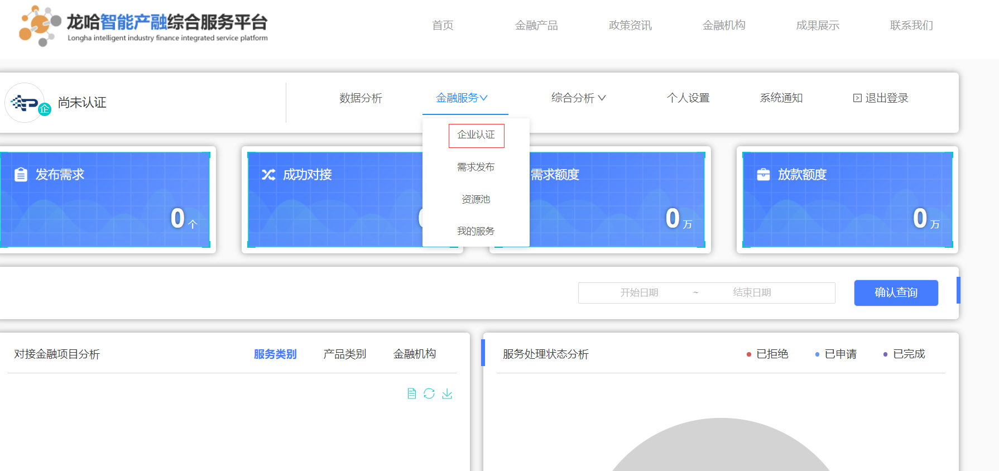 龙哈智能产融综合服务平台
Longha intelligent industry finance integrated service platform
首页 金融产品 政策资讯 金融机构 成果展示 联系我们
企 尚未认证
数据分析 金融服务 综合分析 个人设置 系统通知 退出登录
企业认证
需求发布
资源池
我的服务
发布需求
0 个
成功对接
需求额度
0 万
放款额度
0 万
开始日期 ~ 结束日期 确认查询
对接金融项目分析 服务类别 产品类别 金融机构
服务处理状态分析 已拒绝 已申请 已完成